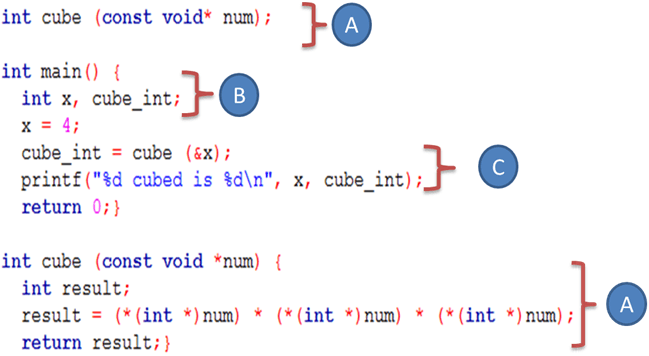 int cube (const void* num);
A
int main() {
int x, cube_int;
B
x = 4;
cube_int = cube (&x);
printf("%d cubed is %d\n", x, cube_int);
C
return 0;}
int cube (const void *num) {
int result;
result = (*(int *)num) * (*(int *)num) * (*(int *)num);
A
return result;}